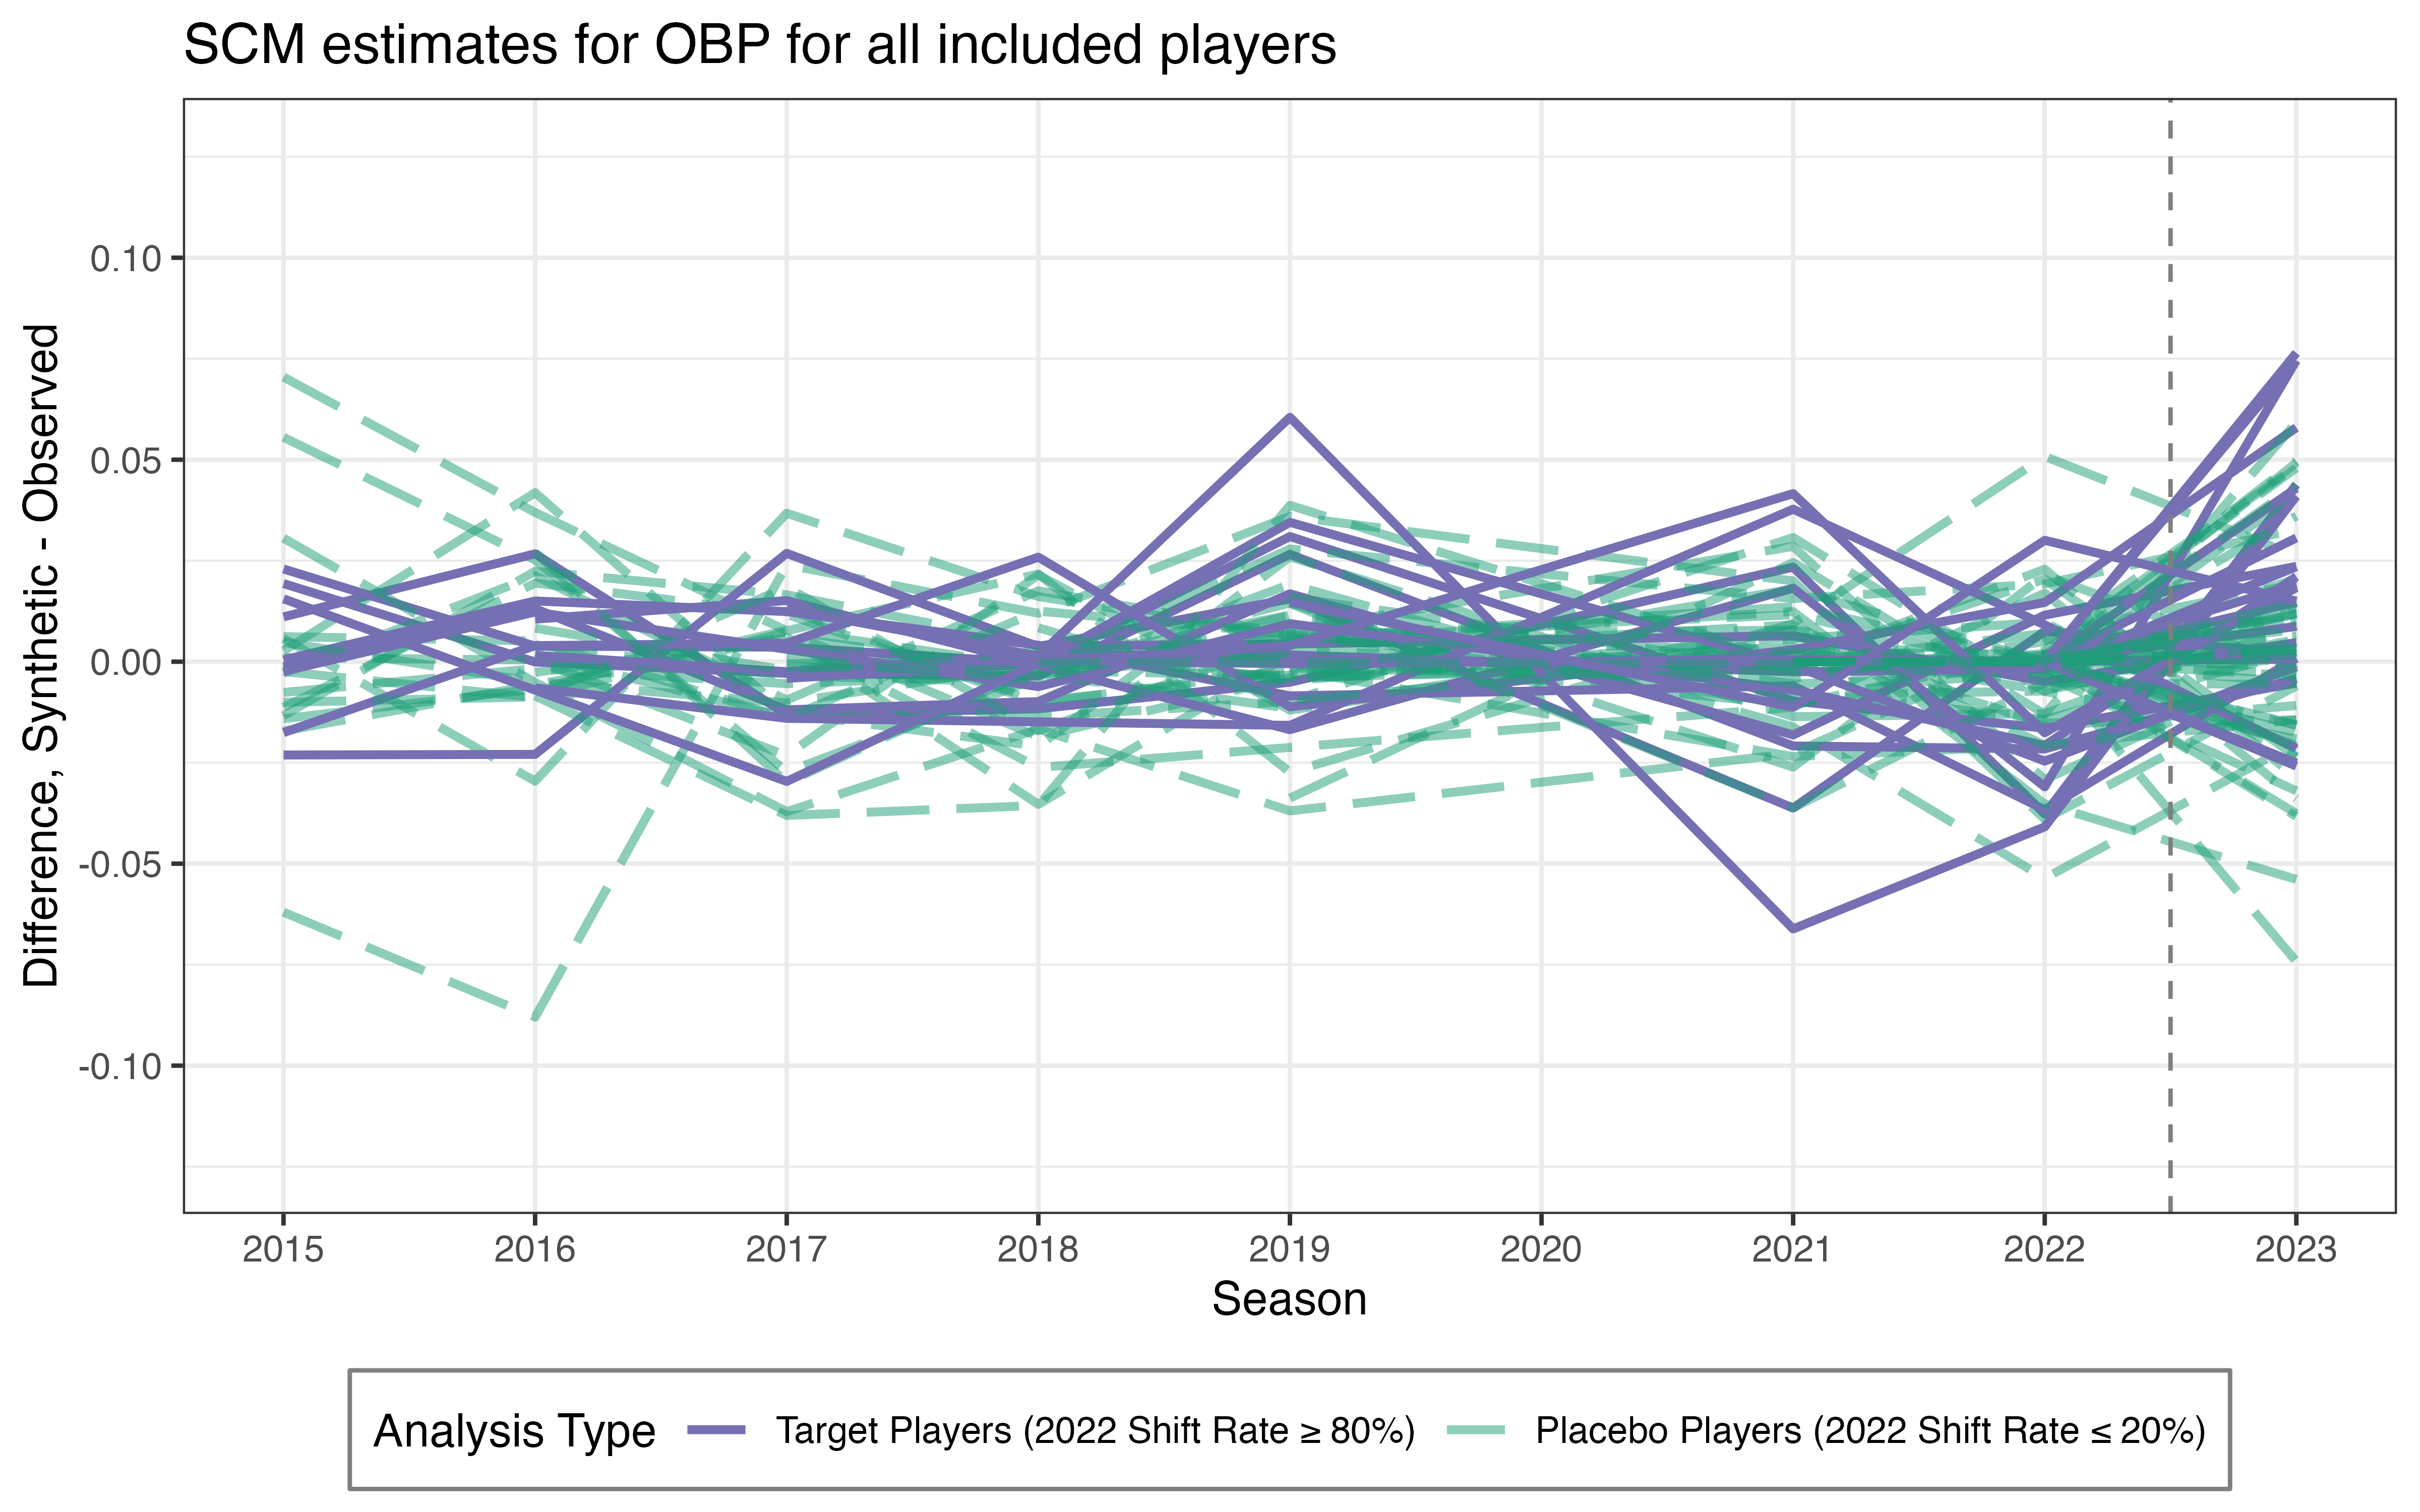 SCM estimates for OBP for all included players
Difference, Synthetic - Observed
0.10
0.05
0.00
-0.05
-0.10
2015 2016 2017 2018 2019 2020 2021 2022 2023
Season
Analysis Type Target Players (2022 Shift Rate ≥ 80%) Placebo Players (2022 Shift Rate ≤ 20%)